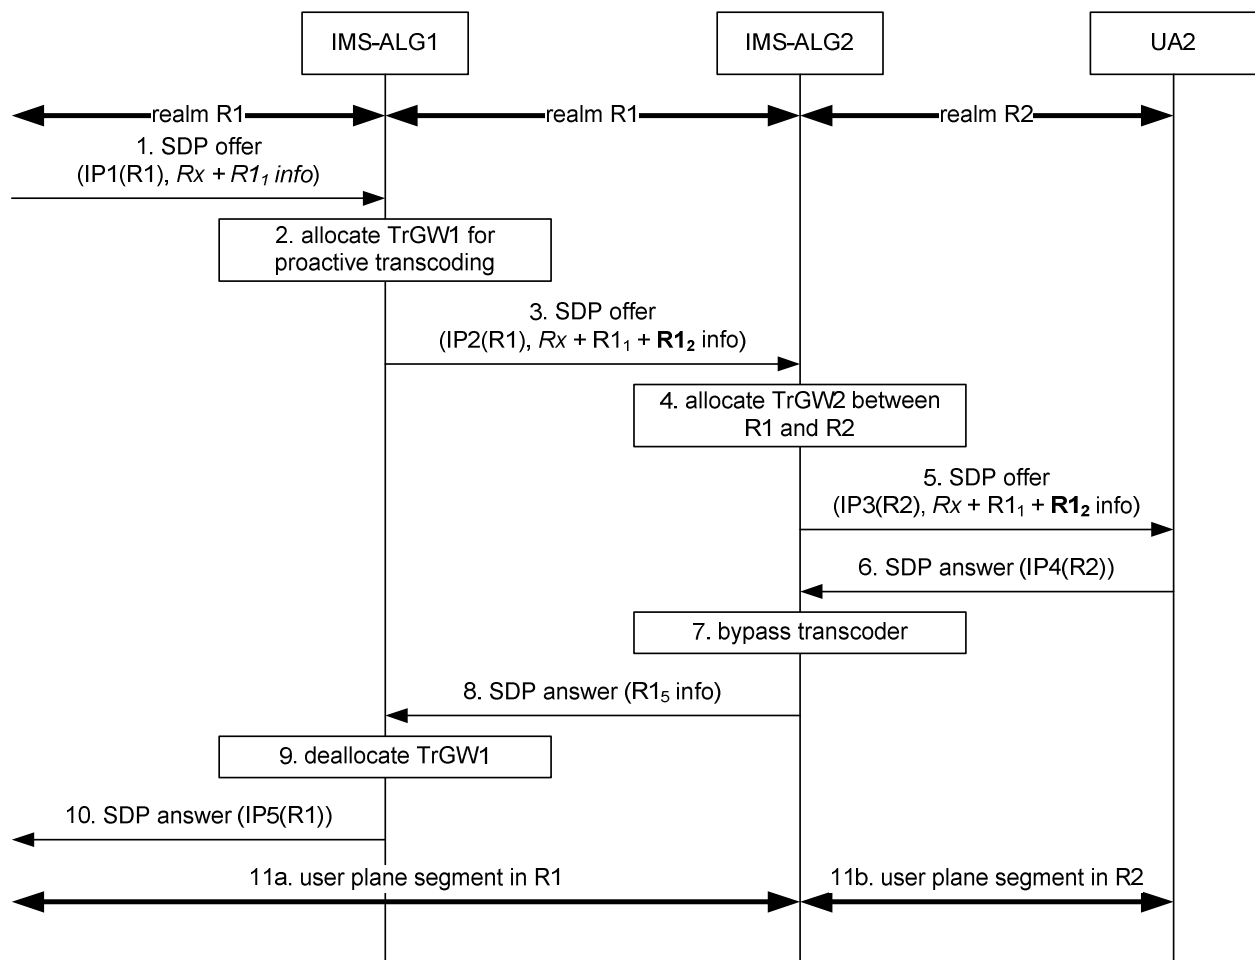 IMS-ALG1
IMS-ALG2
UA2
realm R1
realm R1
realm R2
1. SDP offer
(IP1(R1), Rx + R1₁ info)
2. allocate TrGW1 for
proactive transcoding
3. SDP offer
(IP2(R1), Rx + R1₁ + R1₂ info)
4. allocate TrGW2 between
R1 and R2
5. SDP offer
(IP3(R2), Rx + R1₁ + R1₂ info)
6. SDP answer (IP4(R2))
7. bypass transcoder
8. SDP answer (R1₅ info)
9. deallocate TrGW1
10. SDP answer (IP5(R1))
11a. user plane segment in R1
11b. user plane segment in R2